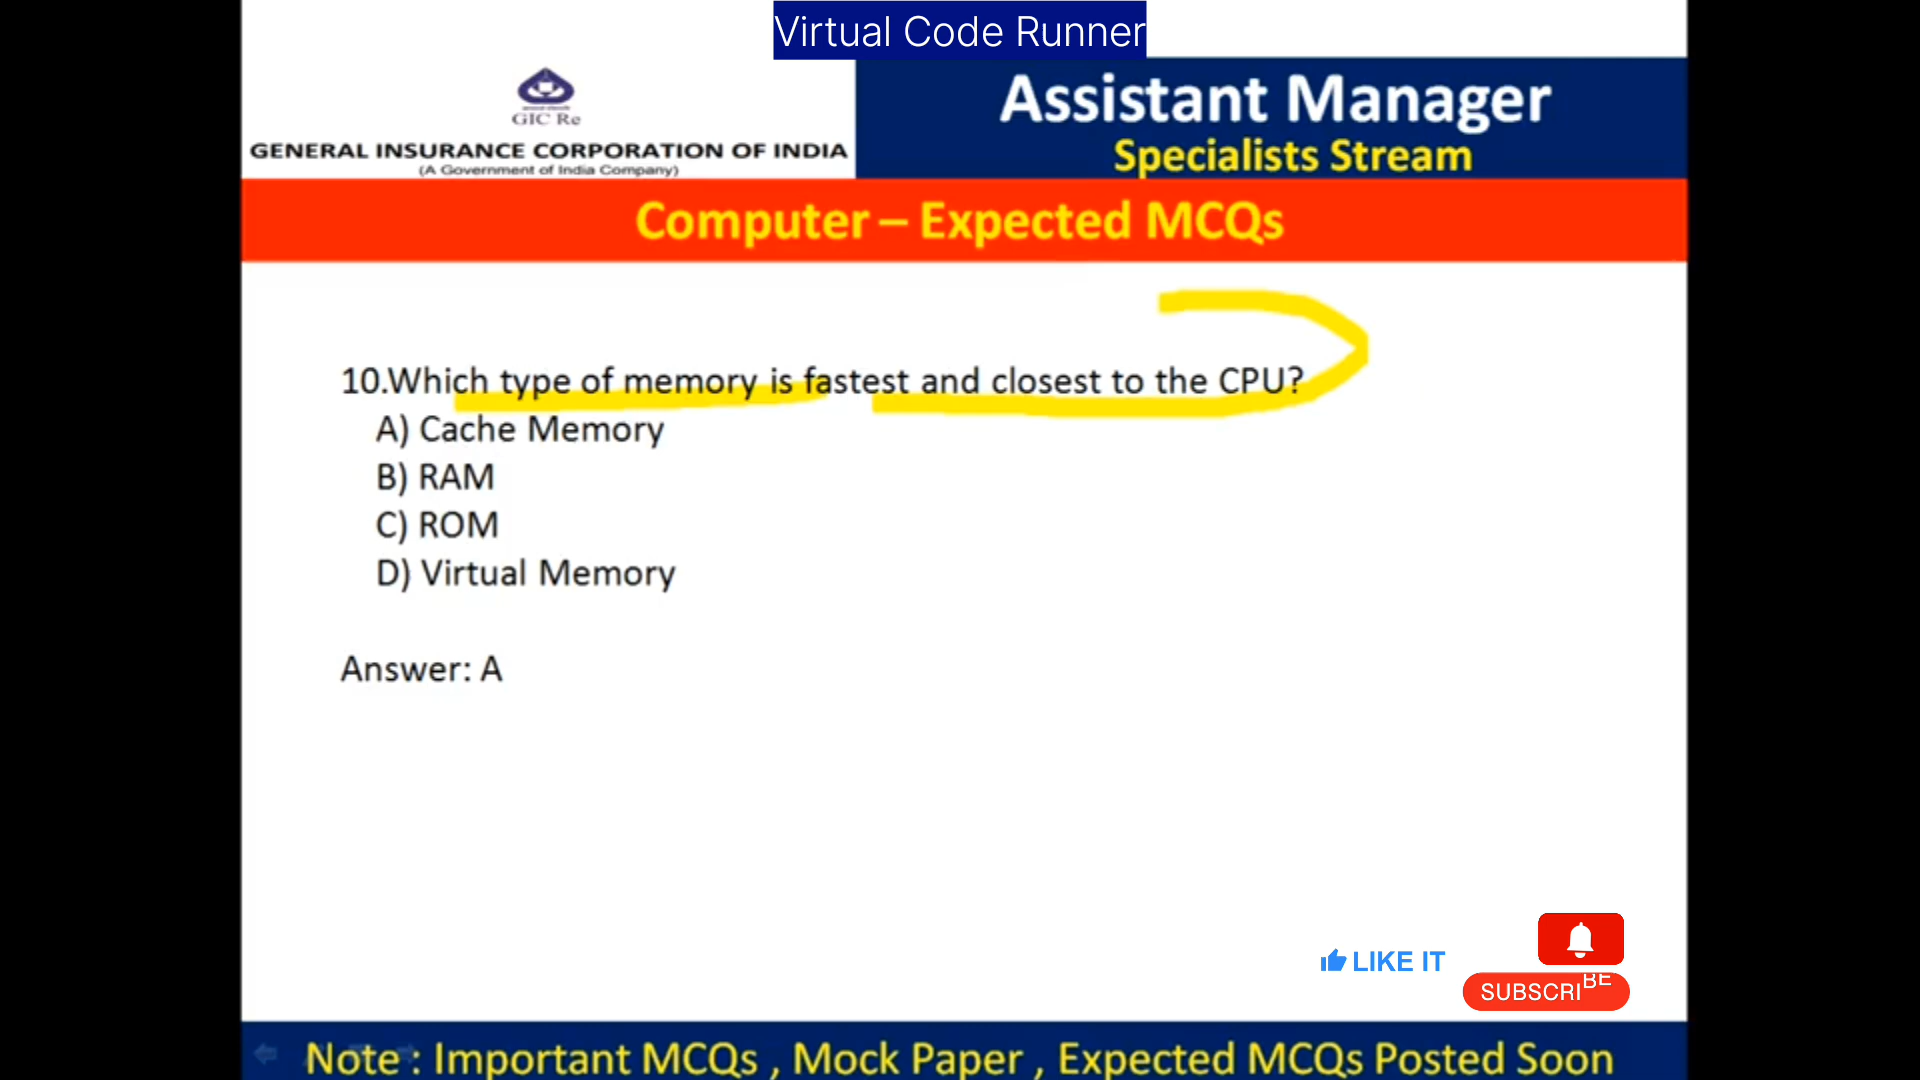 Virtual Code Runner
GIC Re
GENERAL INSURANCE CORPORATION OF INDIA
(A Government of India Company)
Assistant Manager
Specialists Stream
Computer – Expected MCQs
10.Which type of memory is fastest and closest to the CPU?
A) Cache Memory
B) RAM
C) ROM
D) Virtual Memory
Answer: A
LIKE IT
SUBSCRIBE
Note : Important MCQs , Mock Paper , Expected MCQs Posted Soon